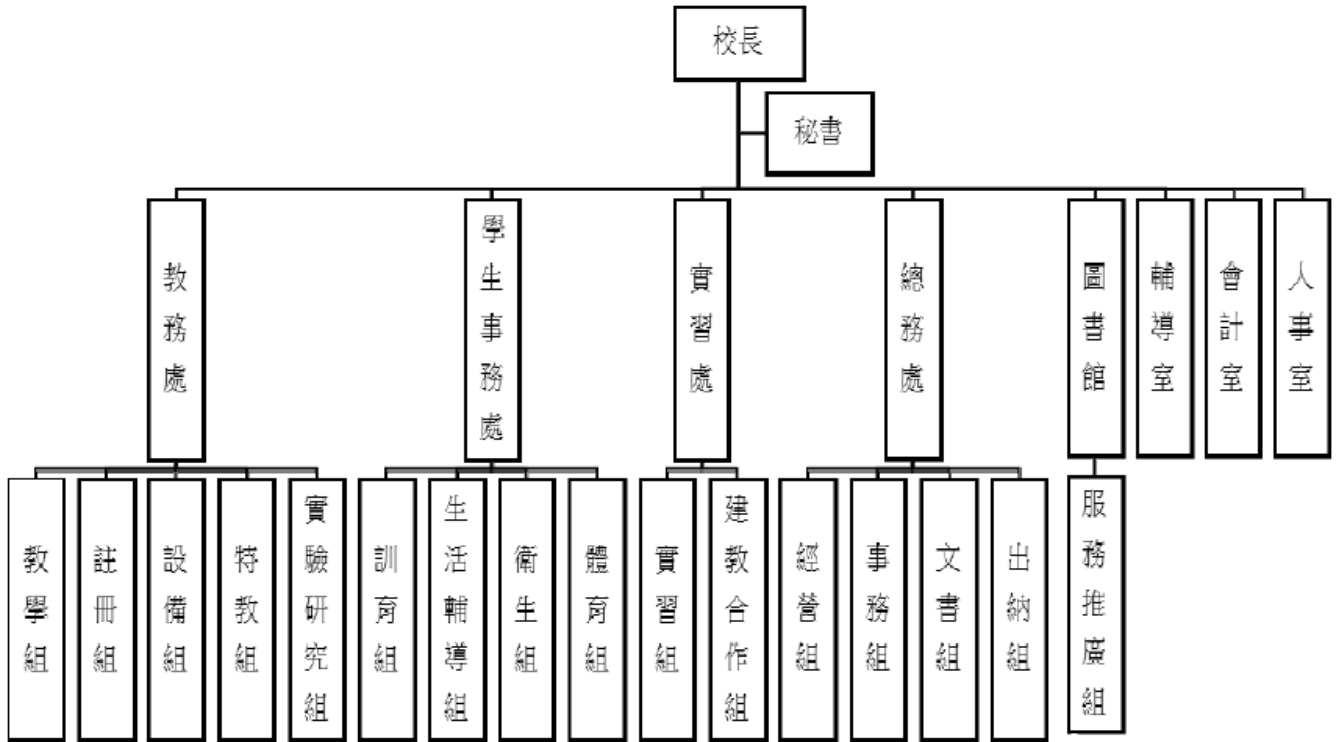 校長
秘書
教務處
學生事務處
實習處
總務處
圖書館
輔導室
會計室
人事室
教學組
註冊組
設備組
特教組
實驗研究組
訓育組
生活輔導組
衛生組
體育組
實習組
建教合作組
經營組
事務組
文書組
出納組
服務推廣組